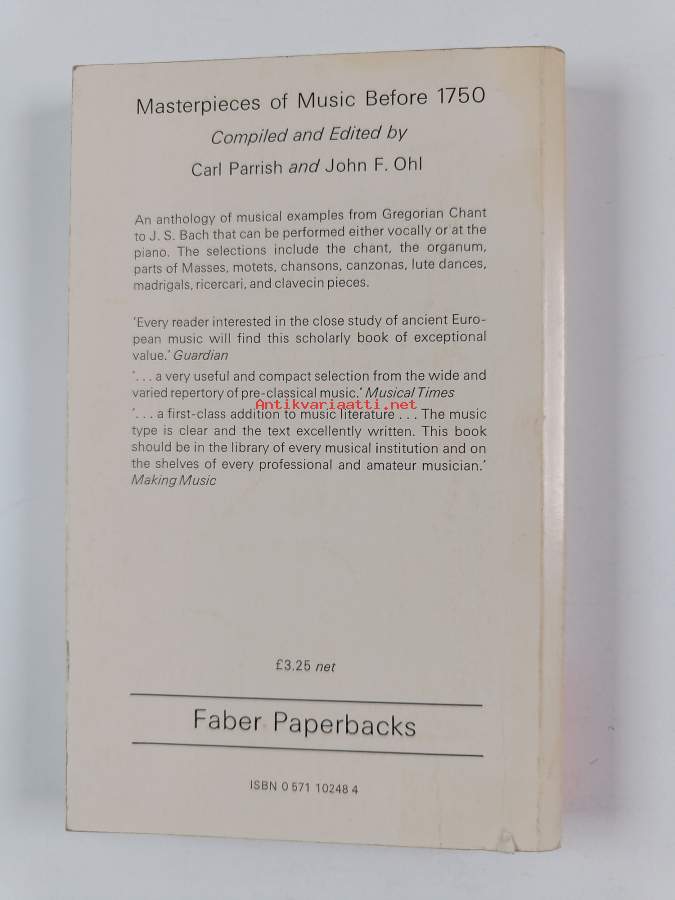 Masterpieces of Music Before 1750
Compiled and Edited by
Carl Parrish and John F. Ohl
An anthology of musical examples from Gregorian Chant
to J. S. Bach that can be performed either vocally or at the
piano. The selections include the chant, the organum,
parts of Masses, motets, chansons, canzonas, lute dances,
madrigals, ricercari, and clavecin pieces.
'Every reader interested in the close study of ancient Euro-
pean music will find this scholarly book of exceptional
value.' Guardian
'. . . a very useful and compact selection from the wide and
varied repertory of pre-classical music.' Musical Times
Antikvariaatti.net
'. . . a first-class addition to music literature . . . The music
type is clear and the text excellently written. This book
should be in the library of every musical institution and on
the shelves of every professional and amateur musician.'
Making Music
£3.25 net
Faber Paperbacks
ISBN 0 571 10248 4